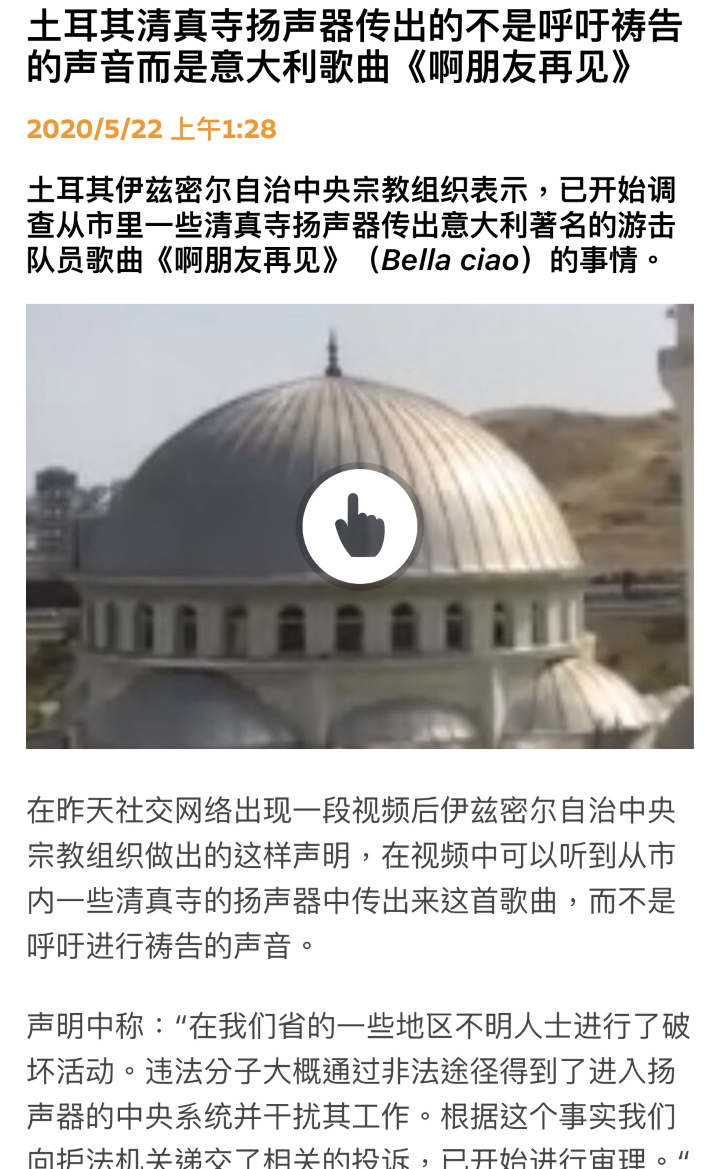 土耳其清真寺扬声器传出的不是呼吁祷告
的声音而是意大利歌曲《啊朋友再见》
2020/5/22 上午1:28
土耳其伊兹密尔自治中央宗教组织表示，已开始调
查从市里一些清真寺扬声器传出意大利著名的游击
队员歌曲《啊朋友再见》（Bella ciao）的事情。
在昨天社交网络出现一段视频后伊兹密尔自治中央
宗教组织做出的这样声明，在视频中可以听到从市
内一些清真寺的扬声器中传出来这首歌曲，而不是
呼吁进行祷告的声音。
声明中称：“在我们省的一些地区不明人士进行了破
坏活动。违法分子大概通过非法途径得到了进入扬
声器的中央系统并干扰其工作。根据这个事实我们
向护法机关递交了相关的投诉，已开始进行审理。“